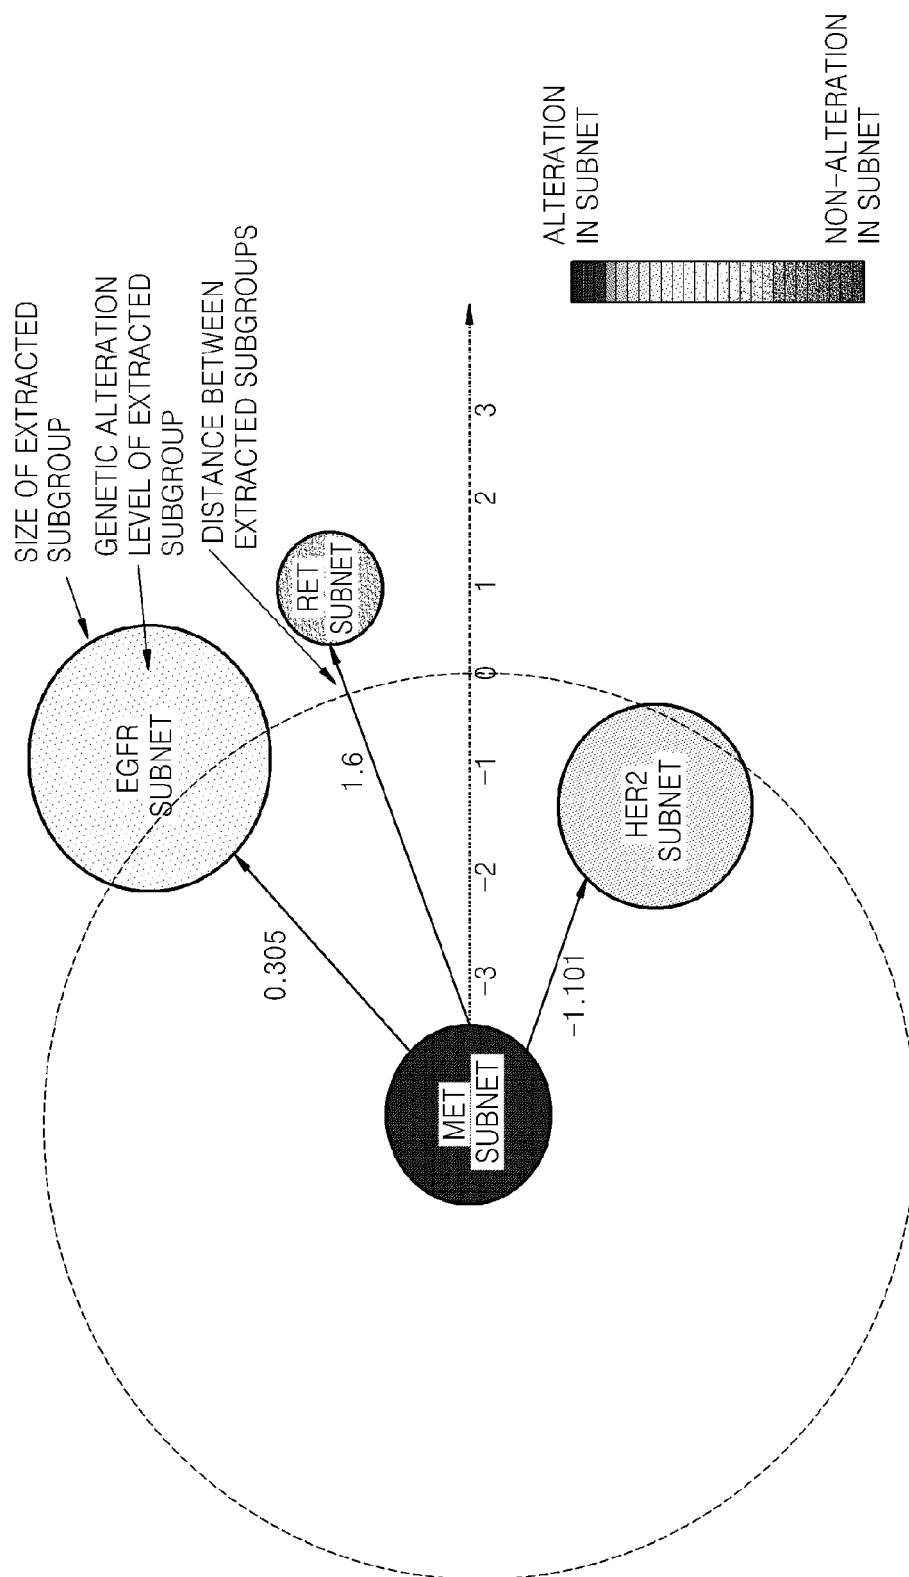 SIZE OF EXTRACTED
SUBGROUP
GENETIC ALTERATION
LEVEL OF EXTRACTED
SUBGROUP
DISTANCE BETWEEN
EXTRACTED SUBGROUPS
EGFR
SUBNET
RET
SUBNET
0.305
1.6
MET
SUBNET
-3
-2
-1
0
1
2
3
-1.101
HER2
SUBNET
ALTERATION
IN SUBNET
NON-ALTERATION
IN SUBNET